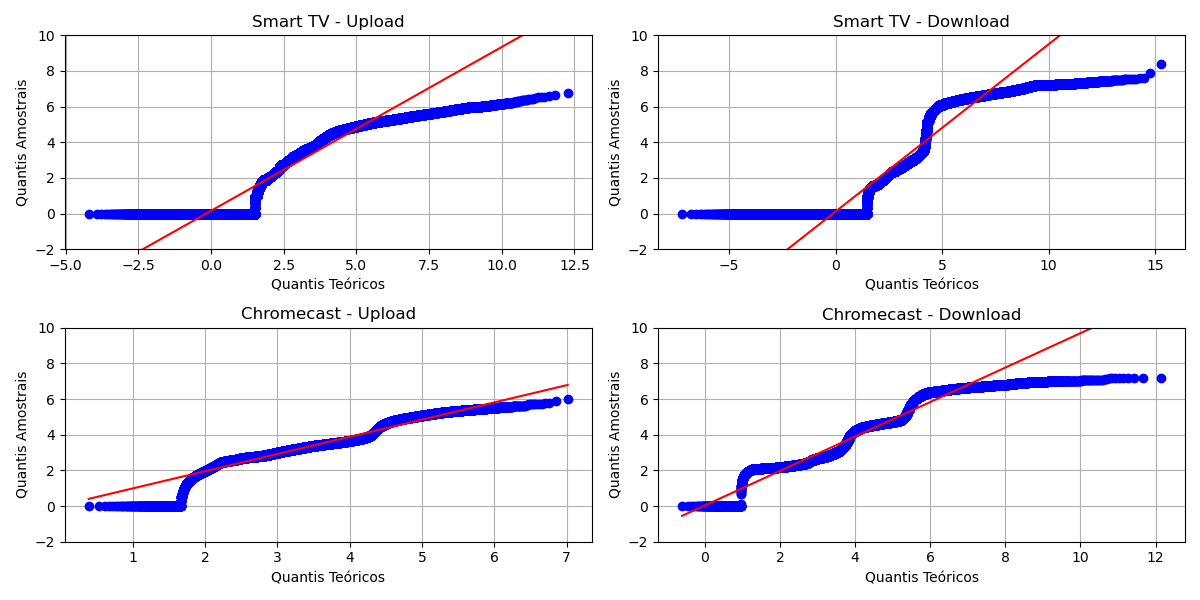 Smart TV - Upload
Quantis Amostrais
10
8
6
4
2
0
−2
−5.0 −2.5 0.0 2.5 5.0 7.5 10.0 12.5
Quantis Teóricos
Smart TV - Download
Quantis Amostrais
10
8
6
4
2
0
−2
−5 0 5 10 15
Quantis Teóricos
Chromecast - Upload
Quantis Amostrais
10
8
6
4
2
0
−2
1 2 3 4 5 6 7
Quantis Teóricos
Chromecast - Download
Quantis Amostrais
10
8
6
4
2
0
−2
0 2 4 6 8 10 12
Quantis Teóricos